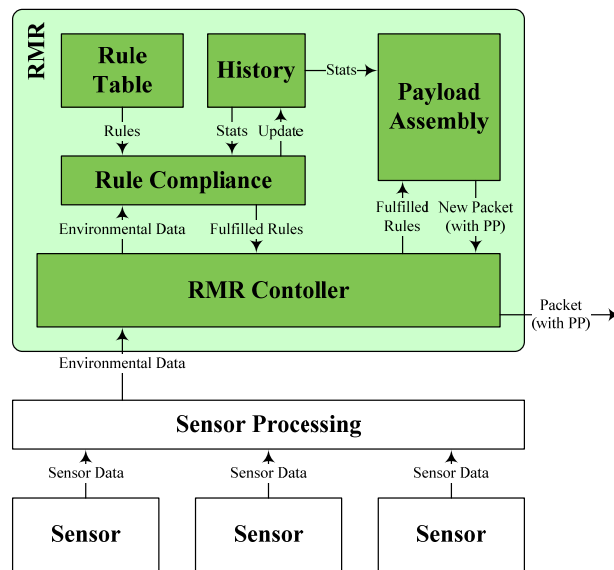 RMR
Rule
Table
History
Stats
Payload
Assembly
Rules
Stats
Update
Rule Compliance
Environmental Data
Fulfilled Rules
Fulfilled
Rules
New Packet
(with PP)
RMR Contoller
Packet
(with PP)
Environmental Data
Sensor Processing
Sensor Data
Sensor Data
Sensor Data
Sensor
Sensor
Sensor